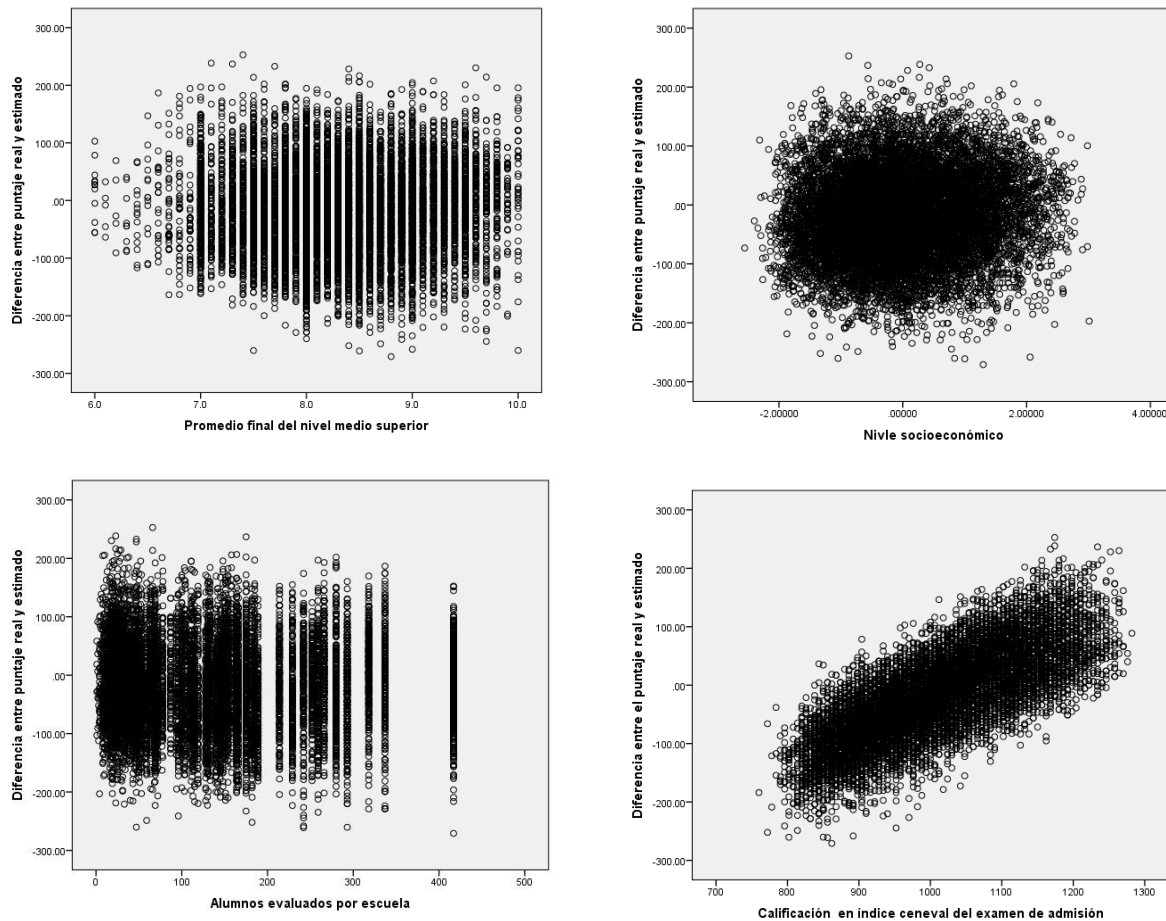 Diferencia entre puntaje real y estimado
300.00
200.00
100.00
.00
-100.00
-200.00
-300.00
6.0 7.0 8.0 9.0 10.0
Promedio final del nivel medio superior
Diferencia entre puntaje real y estimado
300.00
200.00
100.00
.00
-100.00
-200.00
-300.00
-2.00000 .00000 2.00000 4.00000
Nivle socioeconómico
Diferencia entre puntaje real y estimado
300.00
200.00
100.00
.00
-100.00
-200.00
-300.00
0 100 200 300 400 500
Alumnos evaluados por escuela
Diferencia entre el puntaje real y estimado
300.00
200.00
100.00
.00
-100.00
-200.00
-300.00
700 800 900 1000 1100 1200 1300
Calificación en índice ceneval del examen de admisión